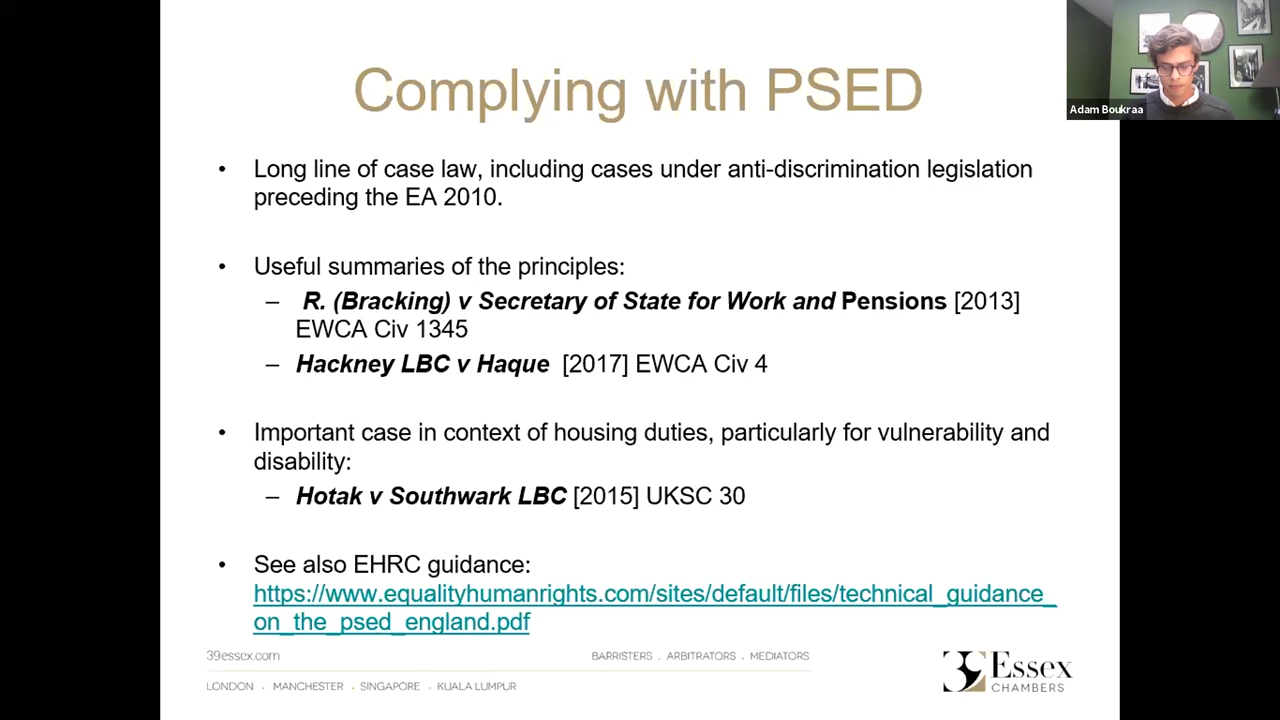 Complying with PSED
Adam Boukraa
• Long line of case law, including cases under anti-discrimination legislation
preceding the EA 2010.
• Useful summaries of the principles:
– R. (Bracking) v Secretary of State for Work and Pensions [2013]
EWCA Civ 1345
– Hackney LBC v Haque [2017] EWCA Civ 4
• Important case in context of housing duties, particularly for vulnerability and
disability:
– Hotak v Southwark LBC [2015] UKSC 30
• See also EHRC guidance:
https://www.equalityhumanrights.com/sites/default/files/technical_guidance_
on_the_psed_england.pdf
39essex.com
BARRISTERS . ARBITRATORS . MEDIATORS
LONDON . MANCHESTER . SINGAPORE . KUALA LUMPUR
39 Essex
CHAMBERS